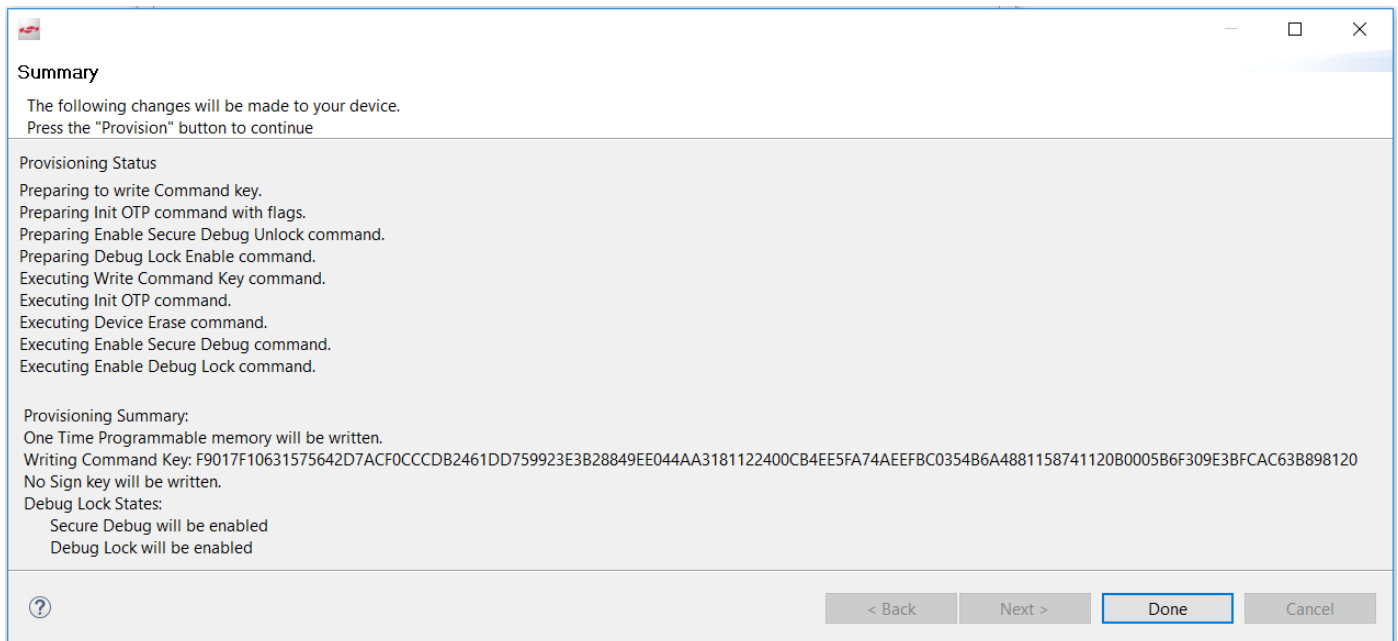 Summary
The following changes will be made to your device.
Press the "Provision" button to continue
Provisioning Status
Preparing to write Command key.
Preparing Init OTP command with flags.
Preparing Enable Secure Debug Unlock command.
Preparing Debug Lock Enable command.
Executing Write Command Key command.
Executing Init OTP command.
Executing Device Erase command.
Executing Enable Secure Debug command.
Executing Enable Debug Lock command.
Provisioning Summary:
One Time Programmable memory will be written.
Writing Command Key: F9017F10631575642D7ACF0CCCDB2461DD759923E3B28849EE044AA3181122400CB4EE5FA74AEEFBC0354B6A4881158741120B0005B6F309E3BFCAC63B898120
No Sign key will be written.
Debug Lock States:
Secure Debug will be enabled
Debug Lock will be enabled
?
< Back
Next >
Done
Cancel